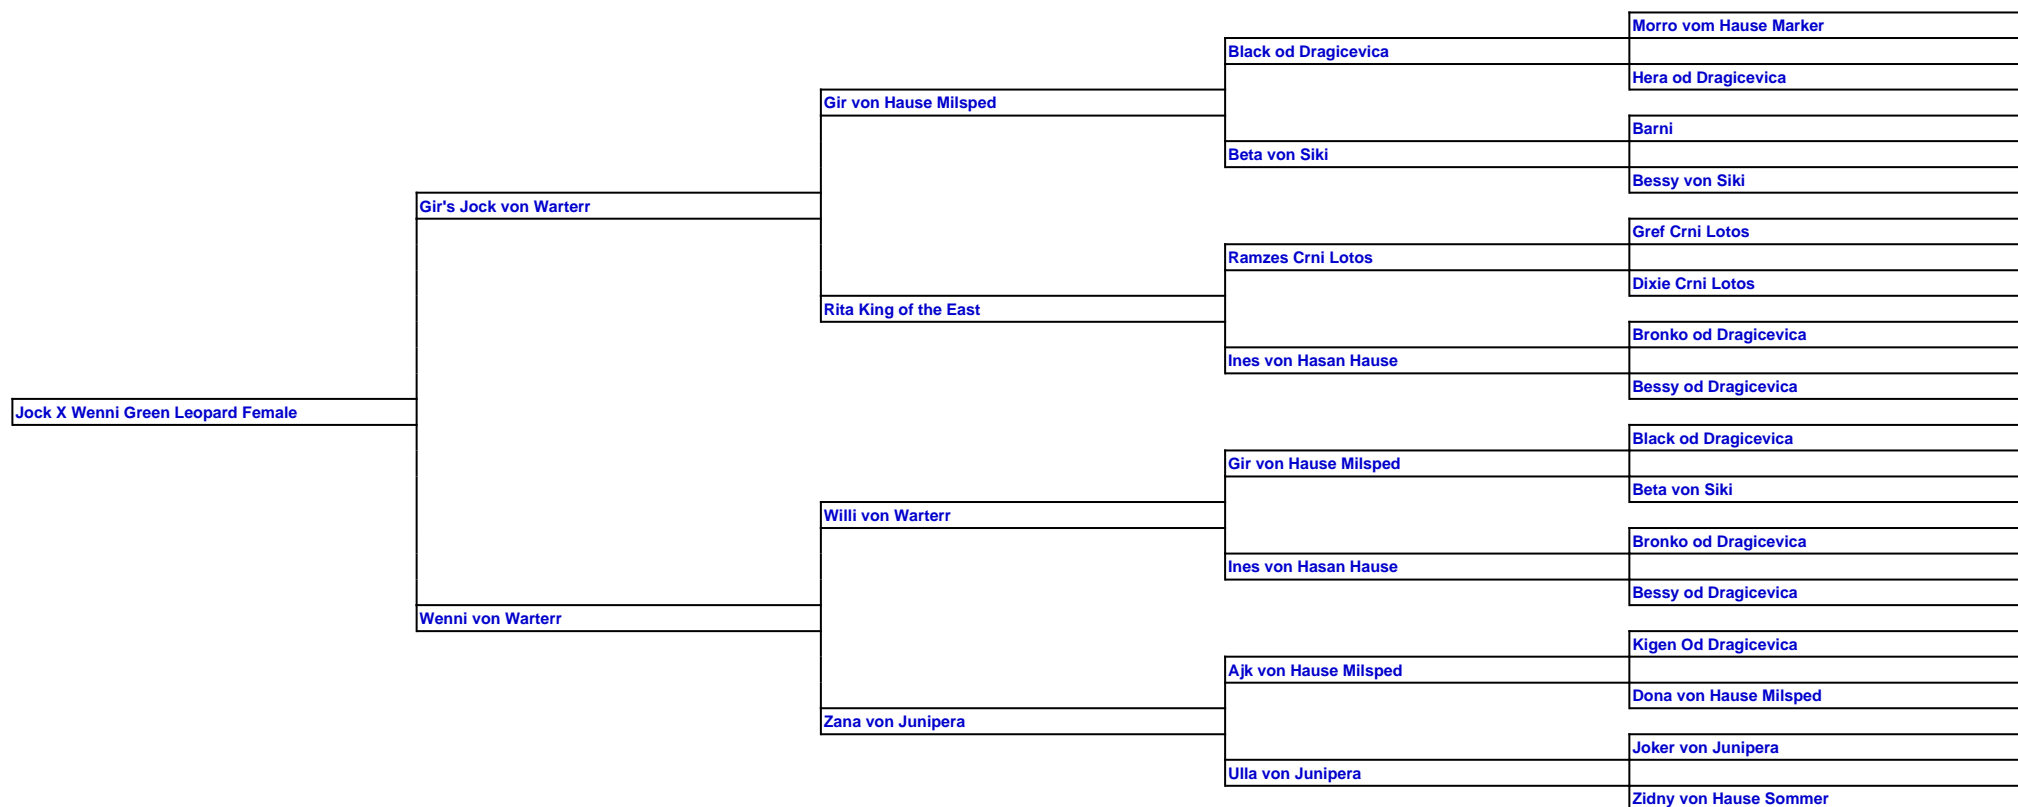 Morro vom Hause Marker
Black od Dragicevica
Hera od Dragicevica
Gir von Hause Milsped
Barni
Beta von Siki
Bessy von Siki
Gir's Jock von Warterr
Gref Crni Lotos
Ramzes Crni Lotos
Dixie Crni Lotos
Rita King of the East
Bronko od Dragicevica
Ines von Hasan Hause
Bessy od Dragicevica
Jock X Wenni Green Leopard Female
Black od Dragicevica
Gir von Hause Milsped
Beta von Siki
Willi von Warterr
Bronko od Dragicevica
Ines von Hasan Hause
Bessy od Dragicevica
Wenni von Warterr
Kigen Od Dragicevica
Ajk von Hause Milsped
Dona von Hause Milsped
Zana von Junipera
Joker von Junipera
Ulla von Junipera
Zidny von Hause Sommer